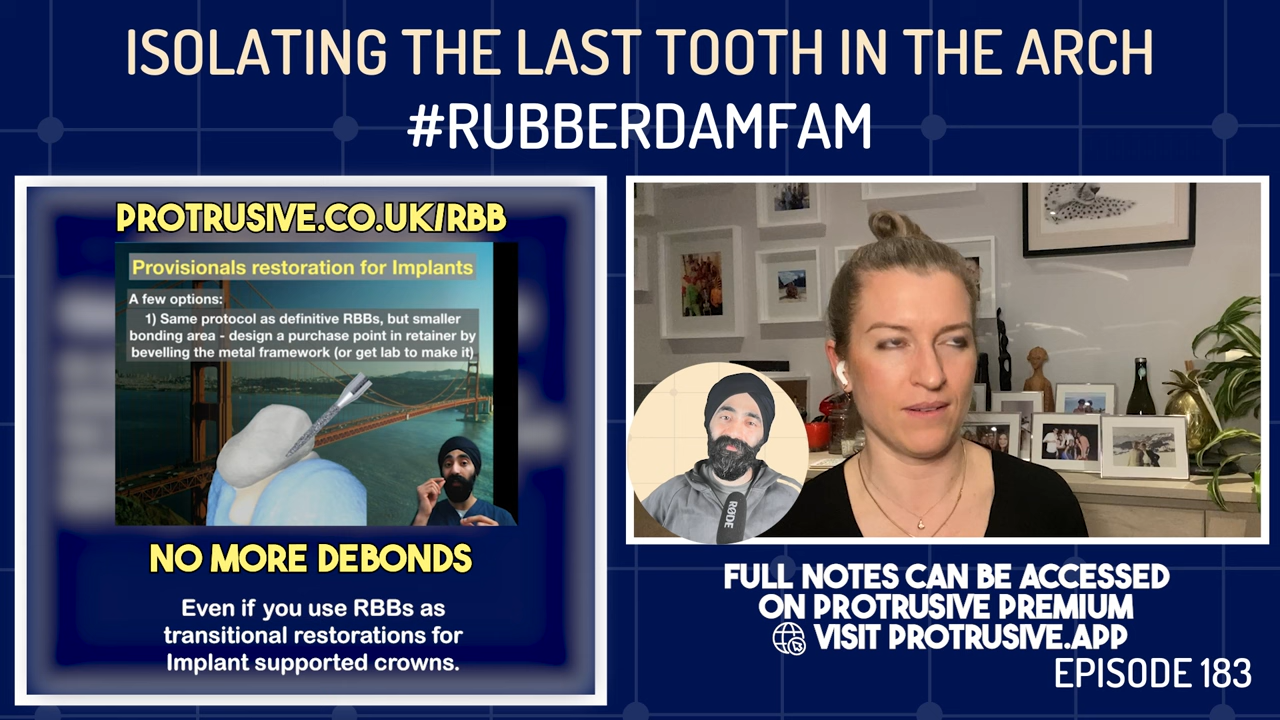 ISOLATING THE LAST TOOTH IN THE ARCH
#RUBBERDAMFAM
PROTRUSIVE.CO.UK/RBB
Provisionals restoration for Implants
A few options:
1) Same protocol as definitive RBBs, but smaller
bonding area - design a purchase point in retainer by
bevelling the metal framework (or get lab to make it)
NO MORE DEBONDS
Even if you use RBBs as
transitional restorations for
Implant supported crowns.
RØDE
FULL NOTES CAN BE ACCESSED
ON PROTRUSIVE PREMIUM
VISIT PROTRUSIVE.APP
EPISODE 183